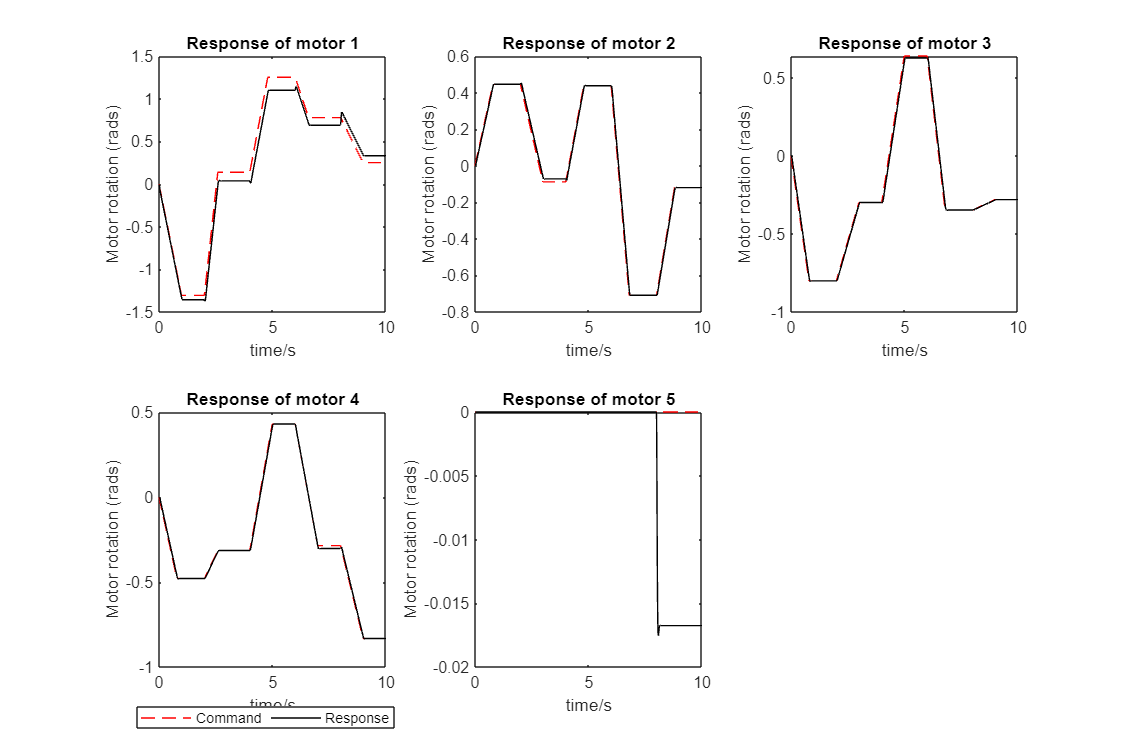 Response of motor 1
1.5
1
0.5
0
-0.5
-1
-1.5
Motor rotation (rads)
0 5 10
time/s
Response of motor 2
0.6
0.4
0.2
0
-0.2
-0.4
-0.6
-0.8
Motor rotation (rads)
0 5 10
time/s
Response of motor 3
0.5
0
-0.5
-1
Motor rotation (rads)
0 5 10
time/s
Response of motor 4
0.5
0
-0.5
-1
Motor rotation (rads)
0 5 10
time/s
Response of motor 5
0
-0.005
-0.01
-0.015
-0.02
Motor rotation (rads)
0 5 10
time/s
Command Response